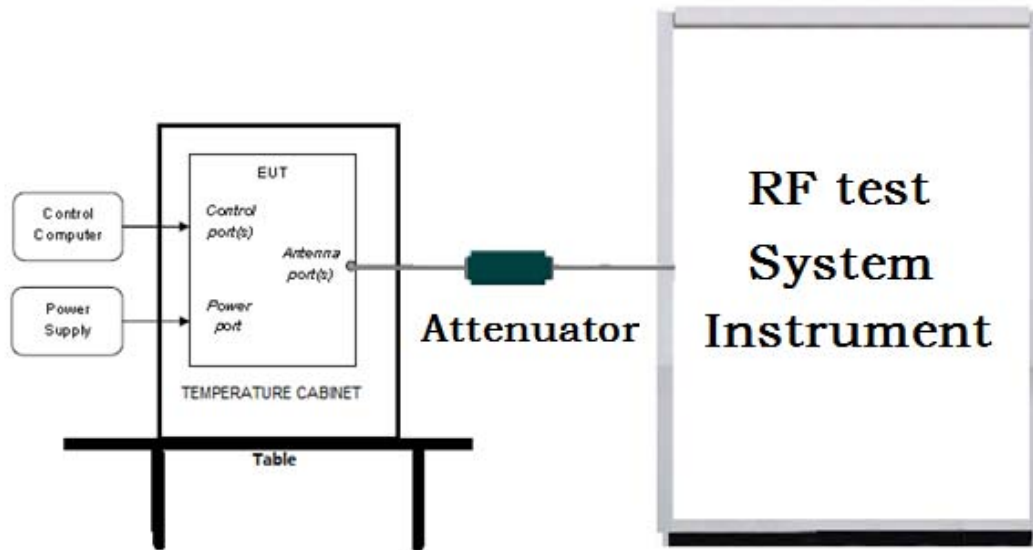 Control
Computer
Power
Supply
EUT
Control
port(s)
Antenna
port(s)
Power
port
TEMPERATURE CABINET
Table
Attenuator
RF test
System
Instrument